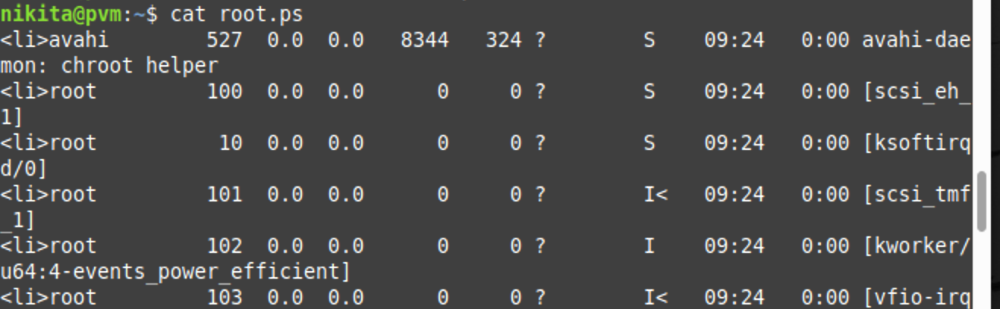 nikita@pvm:~$ cat root.ps
<li>avahi        527  0.0  0.0   8344   324 ?        S    09:24   0:00 avahi-dae
mon: chroot helper
<li>root         100  0.0  0.0      0     0 ?        S    09:24   0:00 [scsi_eh_
1]
<li>root          10  0.0  0.0      0     0 ?        S    09:24   0:00 [ksoftirq
d/0]
<li>root         101  0.0  0.0      0     0 ?        I<   09:24   0:00 [scsi_tmf
_1]
<li>root         102  0.0  0.0      0     0 ?        I    09:24   0:00 [kworker/
u64:4-events_power_efficient]
<li>root         103  0.0  0.0      0     0 ?        I<   09:24   0:00 [vfio-irq